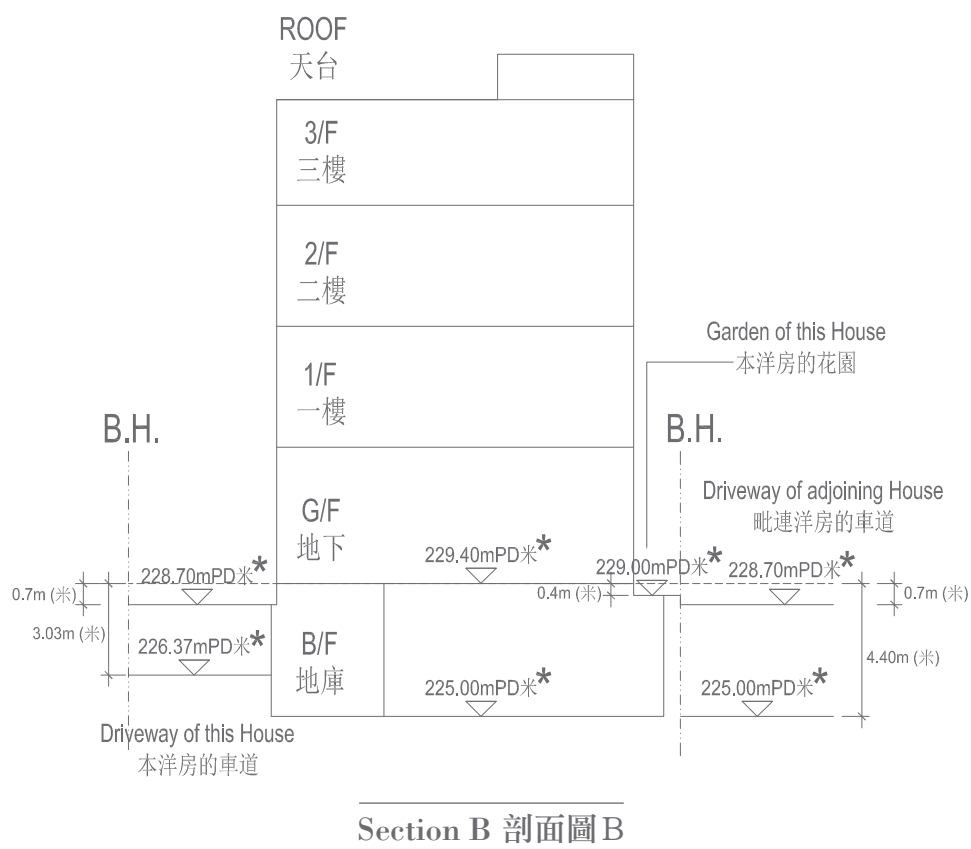 ROOF
天台
3/F
三樓
2/F
二樓
1/F
一樓
Garden of this House
本洋房的花園
B.H.
B.H.
Driveway of adjoining House
毗連洋房的車道
G/F
地下
228.70mPD米*
229.40mPD米*
229.00mPD米*
228.70mPD米*
0.7m (米)
0.4m (米)
0.7m (米)
3.03m (米)
226.37mPD米*
B/F
地庫
225.00mPD米*
225.00mPD米*
4.40m (米)
Driveway of this House
本洋房的車道
Section B 剖面圖B